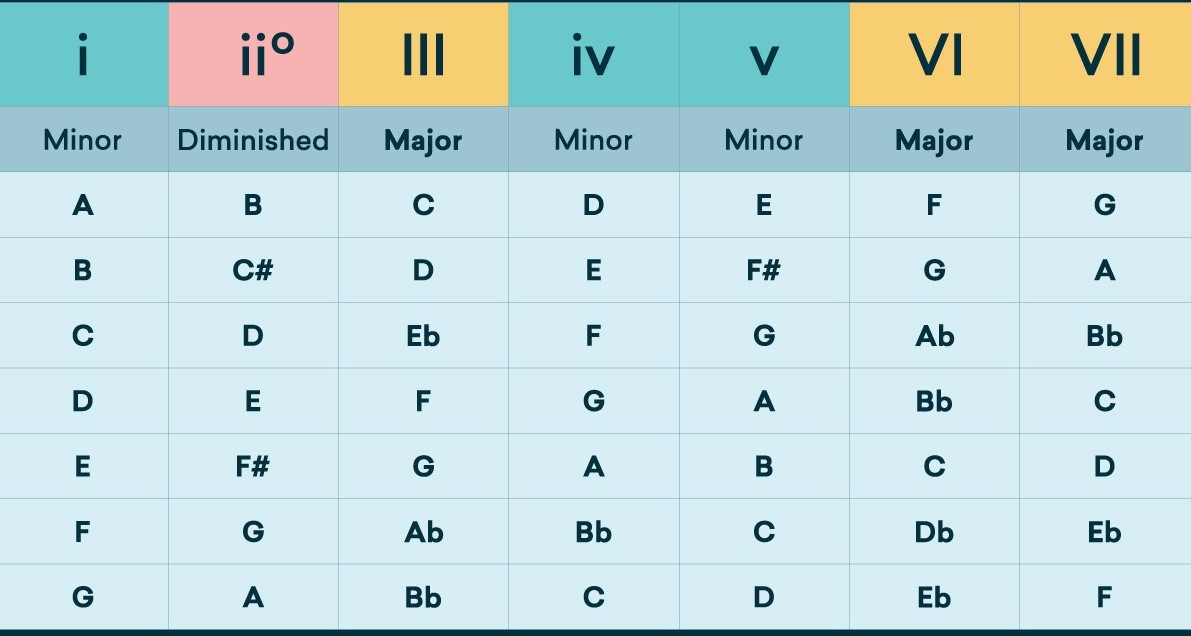 i ii° III iv v VI VII
Minor Diminished Major Minor Minor Major Major
A B C D E F G
B C# D E F# G A
C D Eb F G Ab Bb
D E F G A Bb C
E F# G A B C D
F G Ab Bb C Db Eb
G A Bb C D Eb F